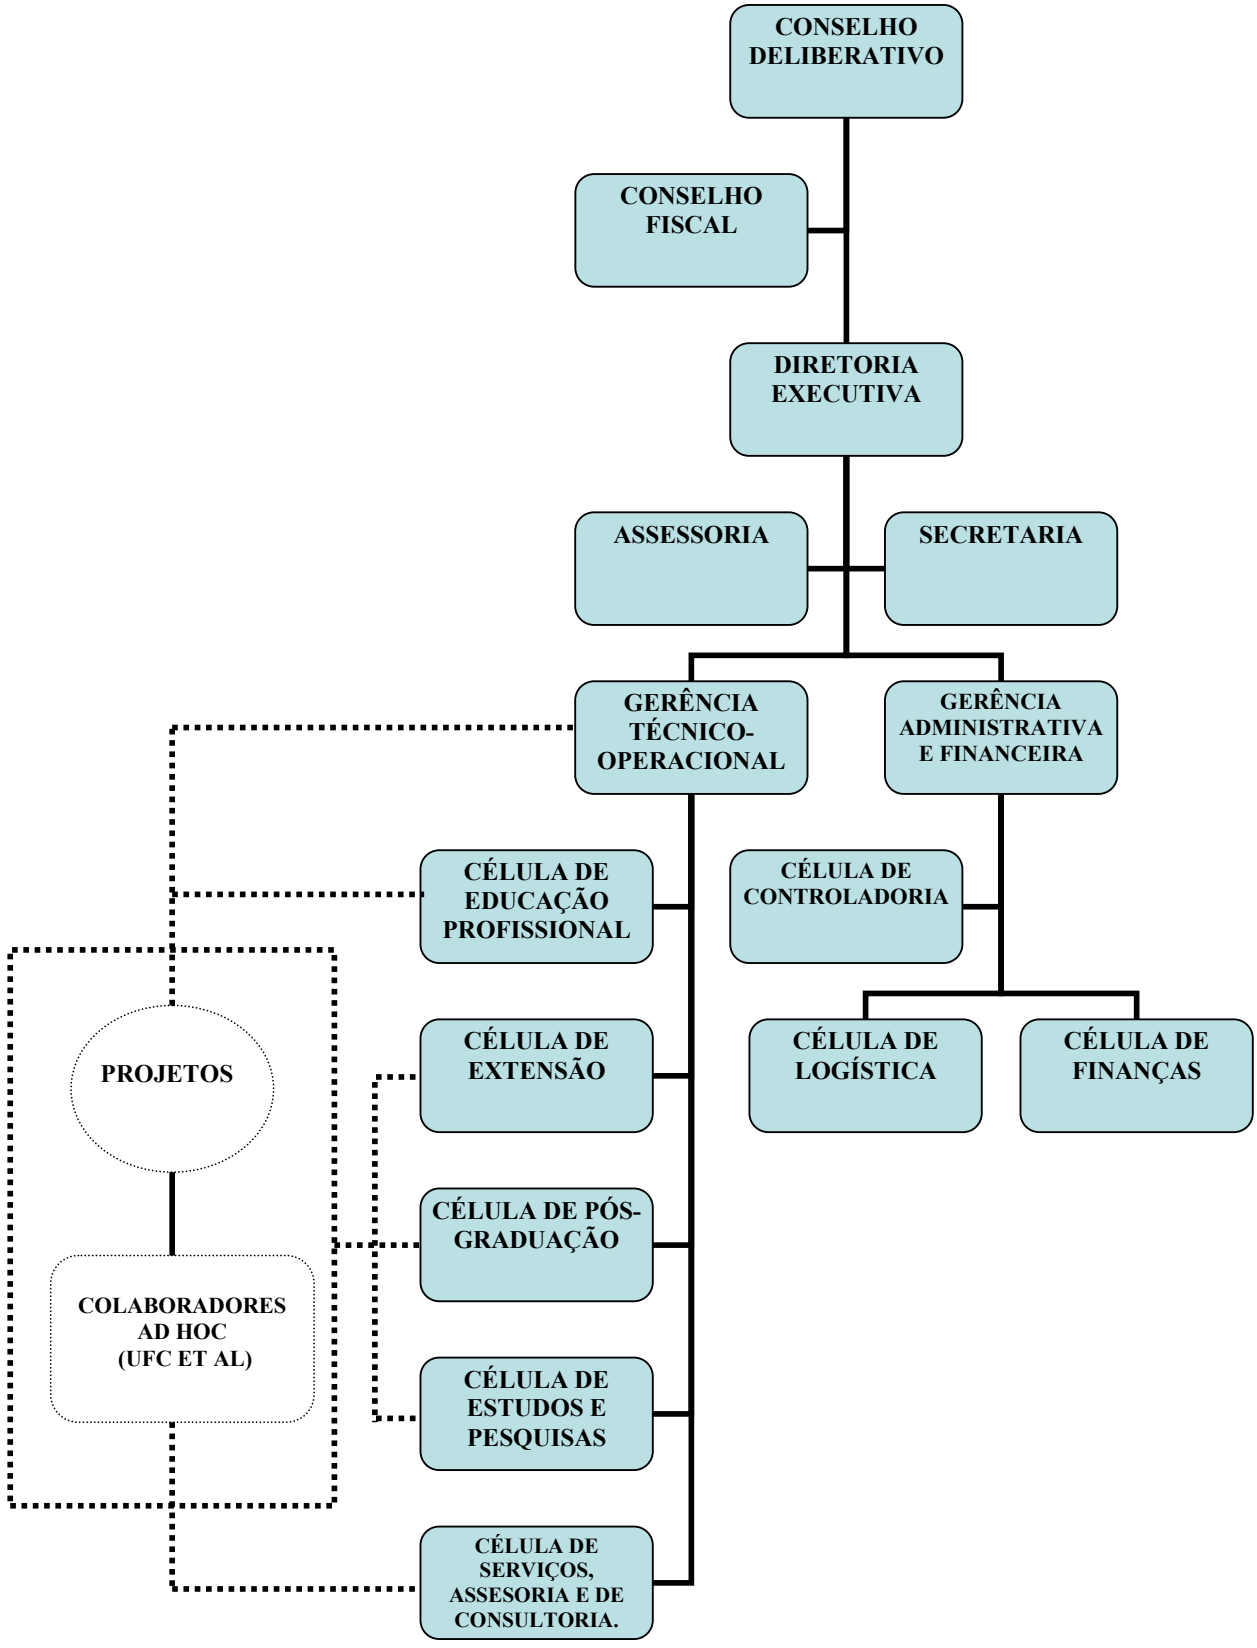 CONSELHO
DELIBERATIVO
CONSELHO
FISCAL
DIRETORIA
EXECUTIVA
ASSESSORIA
SECRETARIA
GERÊNCIA
TÉCNICO-
OPERACIONAL
GERÊNCIA
ADMINISTRATIVA
E FINANCEIRA
CÉLULA DE
EDUCAÇÃO
PROFISSIONAL
CÉLULA DE
CONTROLADORIA
PROJETOS
CÉLULA DE
EXTENSÃO
CÉLULA DE
LOGÍSTICA
CÉLULA DE
FINANÇAS
CÉLULA DE PÓS-
GRADUAÇÃO
COLABORADORES
AD HOC
(UFC ET AL)
CÉLULA DE
ESTUDOS E
PESQUISAS
CÉLULA DE
SERVIÇOS,
ASSESORIA E DE
CONSULTORIA.